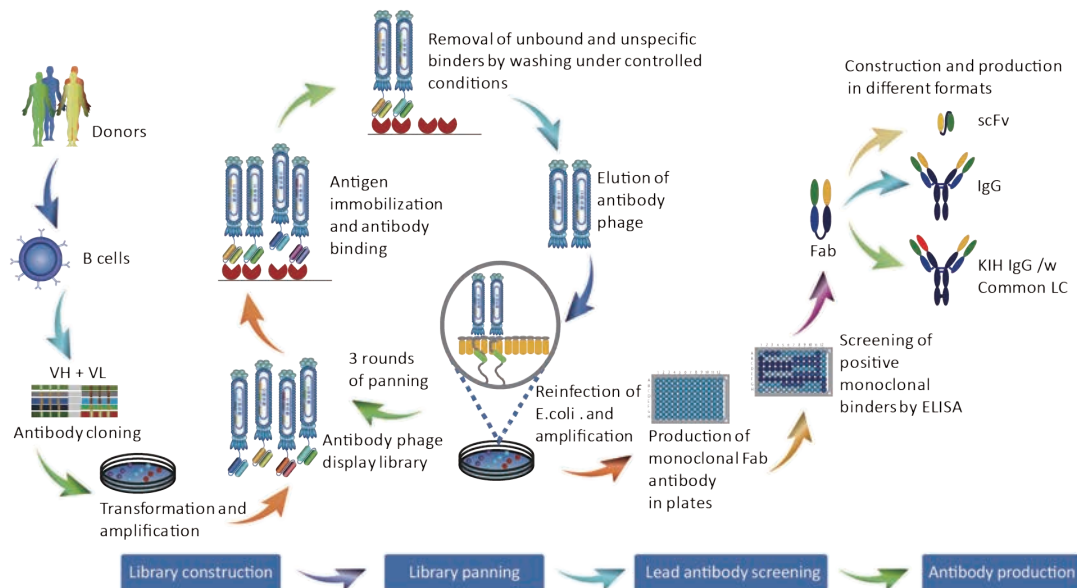 Donors
B cells
VH + VL
Antibody cloning
Transformation and
amplification
Antibody phage
display library
3 rounds
of panning
Antigen
immobilization
and antibody
binding
Removal of unbound and unspecific
binders by washing under controlled
conditions
Elution of
antibody
phage
Reinfection of
E.coli . and
amplification
Production of
monoclonal Fab
antibody
in plates
Screening of
positive
monoclonal
binders by ELISA
Fab
Construction and production
in different formats
scFv
IgG
KIH IgG /w
Common LC
Library construction
Library panning
Lead antibody screening
Antibody production